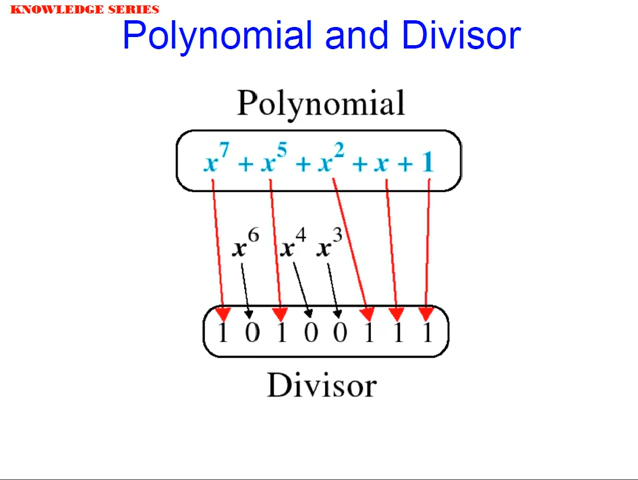 KNOWLEDGE SERIES
Polynomial and Divisor
Polynomial
x⁷ + x⁵ + x² + x + 1
x⁶ x⁴ x³
1 0 1 0 0 1 1 1
Divisor